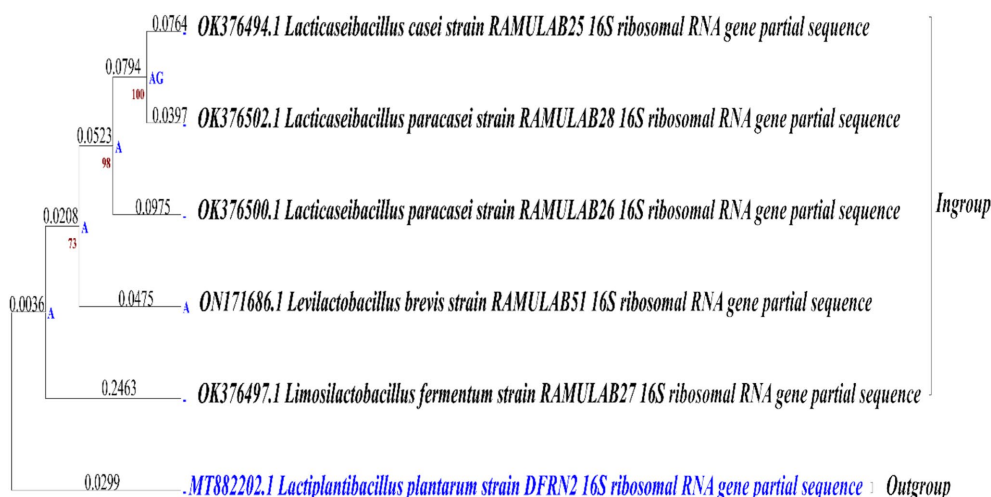 0.0764
OK376494.1 Lacticaseibacillus casei strain RAMULAB25 16S ribosomal RNA gene partial sequence
0.0794
AG
100
0.0397
OK376502.1 Lacticaseibacillus paracasei strain RAMULAB28 16S ribosomal RNA gene partial sequence
0.0523
A
98
0.0975
OK376500.1 Lacticaseibacillus paracasei strain RAMULAB26 16S ribosomal RNA gene partial sequence
Ingroup
0.0208
A
73
0.0475
A
ON171686.1 Levilactobacillus brevis strain RAMULAB51 16S ribosomal RNA gene partial sequence
0.0036
A
0.2463
OK376497.1 Limosilactobacillus fermentum strain RAMULAB27 16S ribosomal RNA gene partial sequence
0.0299
MT882202.1 Lactiplantibacillus plantarum strain DFRN2 16S ribosomal RNA gene partial sequence
Outgroup